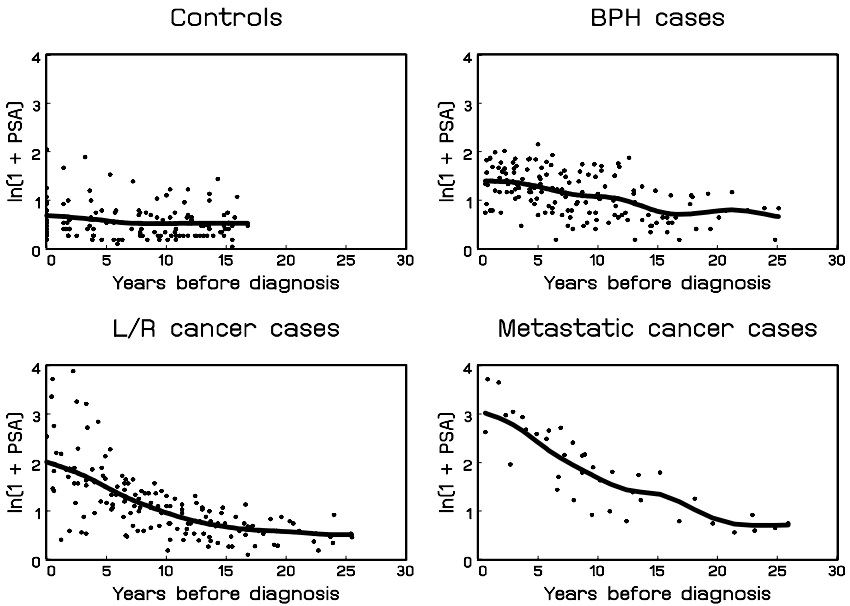 Controls
BPH cases
ln(1 + PSA)
4
3
2
1
0
0 5 10 15 20 25 30
Years before diagnosis
ln(1 + PSA)
4
3
2
1
0
0 5 10 15 20 25 30
Years before diagnosis
L/R cancer cases
Metastatic cancer cases
ln(1 + PSA)
4
3
2
1
0
0 5 10 15 20 25 30
Years before diagnosis
ln(1 + PSA)
4
3
2
1
0
0 5 10 15 20 25 30
Years before diagnosis